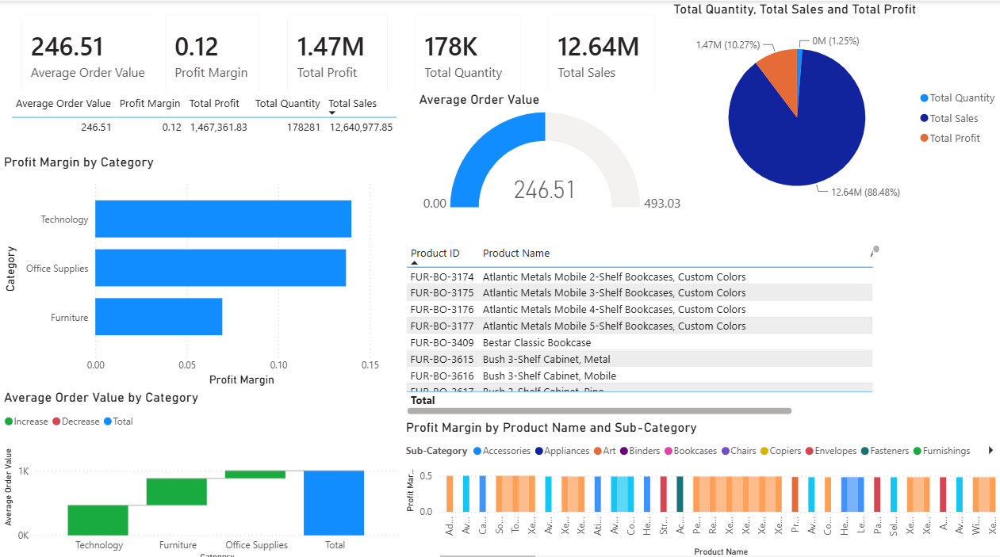 246.51
Average Order Value
0.12
Profit Margin
1.47M
Total Profit
178K
Total Quantity
12.64M
Total Sales
Average Order Value Profit Margin Total Profit Total Quantity Total Sales
246.51 0.12 1,467,361.83 178281 12,640,977.85
Total Quantity, Total Sales and Total Profit
1.47M (10.27%)
0M (1.25%)
12.64M (88.48%)
Total Quantity
Total Sales
Total Profit
Average Order Value
246.51
0.00
493.03
Profit Margin by Category
Category
Technology
Office Supplies
Furniture
0.00 0.05 0.10 0.15
Profit Margin
Product ID Product Name
FUR-BO-3174 Atlantic Metals Mobile 2-Shelf Bookcases, Custom Colors
FUR-BO-3175 Atlantic Metals Mobile 3-Shelf Bookcases, Custom Colors
FUR-BO-3176 Atlantic Metals Mobile 4-Shelf Bookcases, Custom Colors
FUR-BO-3177 Atlantic Metals Mobile 5-Shelf Bookcases, Custom Colors
FUR-BO-3409 Bestar Classic Bookcase
FUR-BO-3615 Bush 3-Shelf Cabinet, Metal
FUR-BO-3616 Bush 3-Shelf Cabinet, Mobile
FUR-BO-3617 Bush 3-Shelf Cabinet, Pine
Total
Average Order Value by Category
Increase Decrease Total
Average Order Value
1K
0K
Technology Furniture Office Supplies Total
Category
Profit Margin by Product Name and Sub-Category
Sub-Category Accessories Appliances Art Binders Bookcases Chairs Copiers Envelopes Fasteners Furnishings
Profit Mar...
0.5
0.0
Ad... Av... Ca... So... To... Xe... Av... Xe... Xe... Ati... Av... Co... He... Str... Ac... Pe... Re... Xe... Xe... Xe... Xe... Pr... Av... Co... He... Le... Pa... Sel... Xe... Xe... A... Av... Wi... Xe...
Product Name